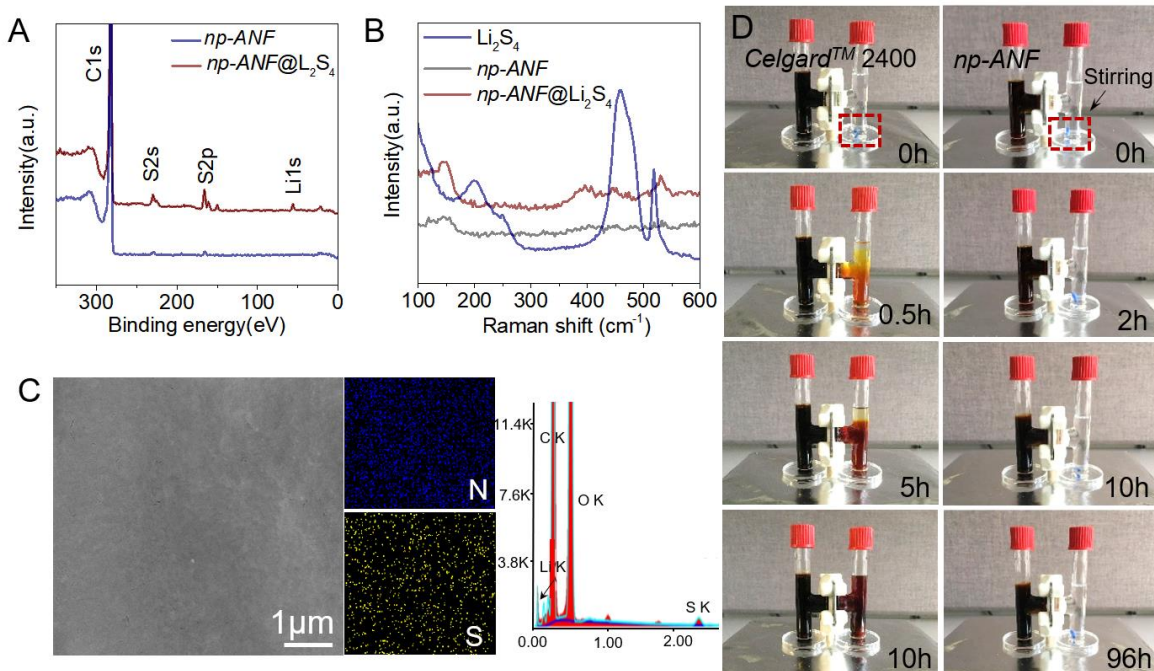 A
np-ANF
np-ANF@L₂S₄
C1s
S2s
S2p
Li1s
Intensity(a.u.)
300 200 100 0
Binding energy(eV)
B
Li₂S₄
np-ANF
np-ANF@Li₂S₄
Intensity(a.u.)
100 200 300 400 500 600
Raman shift (cm⁻¹)
C
1μm
N
S
11.4K
7.6K
3.8K
C K
O K
Li K
S K
0.00 1.00 2.00
D
Celgard™ 2400
0h
0.5h
5h
10h
np-ANF
Stirring
0h
2h
10h
96h